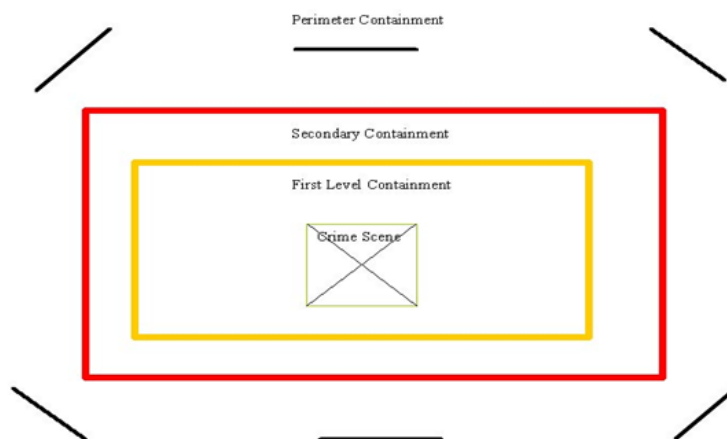 Perimeter Containment
Secondary Containment
First Level Containment
Crime Scene